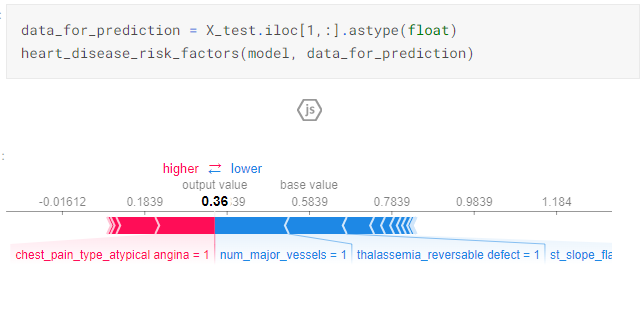 data_for_prediction = X_test.iloc[1,:].astype(float)
heart_disease_risk_factors(model, data_for_prediction)
js
:
higher ⇄ lower
output value base value
-0.01612 0.1839 0.36 39 0.5839 0.7839 0.9839 1.184
chest_pain_type_atypical angina = 1 num_major_vessels = 1 thalassemia_reversable defect = 1 st_slope_fla